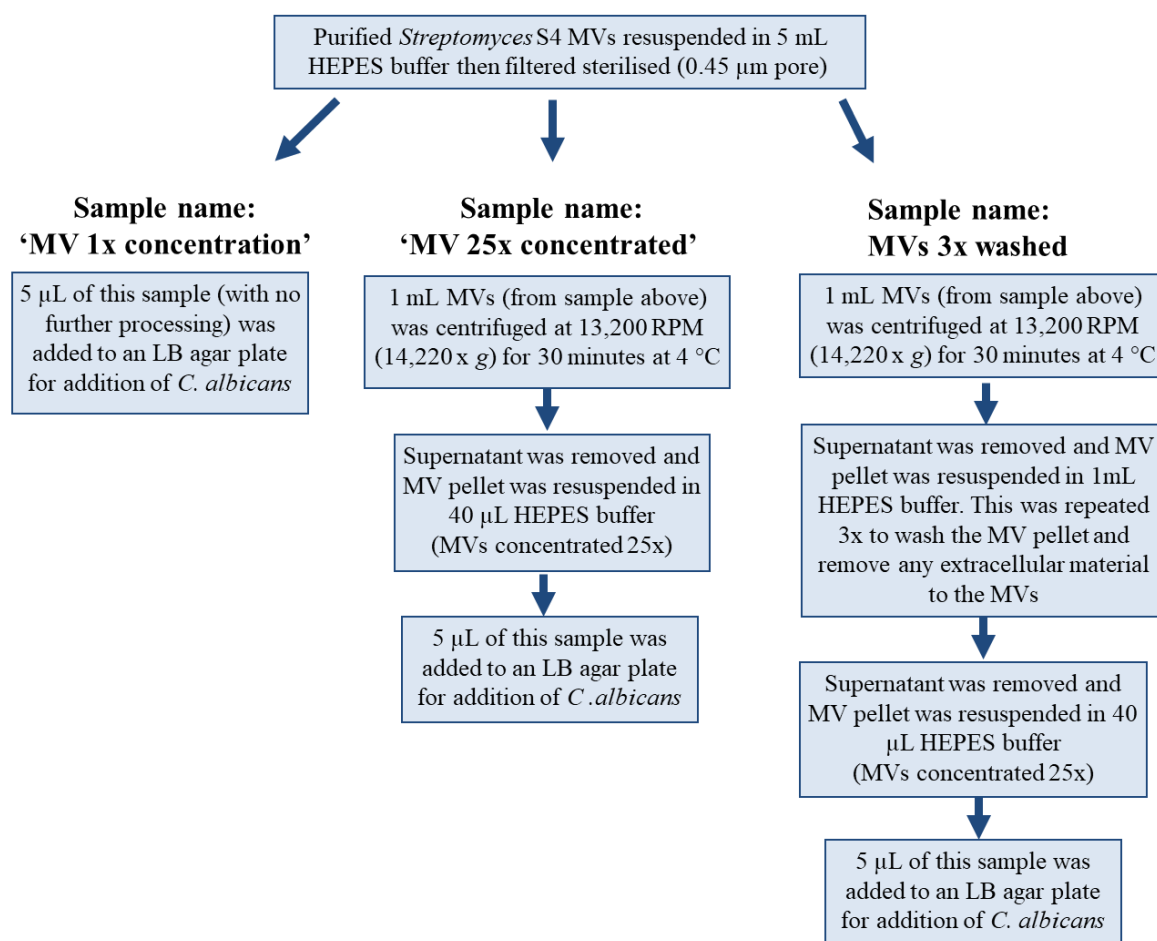 Purified Streptomyces S4 MVs resuspended in 5 mL
HEPES buffer then filtered sterilised (0.45 µm pore)
Sample name:
‘MV 1x concentration’
5 µL of this sample (with no
further processing) was
added to an LB agar plate
for addition of C. albicans
Sample name:
‘MV 25x concentrated’
1 mL MVs (from sample above)
was centrifuged at 13,200 RPM
(14,220 x g) for 30 minutes at 4 °C
Supernatant was removed and
MV pellet was resuspended in
40 µL HEPES buffer
(MVs concentrated 25x)
5 µL of this sample was
added to an LB agar plate
for addition of C .albicans
Sample name:
MVs 3x washed
1 mL MVs (from sample above)
was centrifuged at 13,200 RPM
(14,220 x g) for 30 minutes at 4 °C
Supernatant was removed and MV
pellet was resuspended in 1mL
HEPES buffer. This was repeated
3x to wash the MV pellet and
remove any extracellular material
to the MVs
Supernatant was removed and
MV pellet was resuspended in 40
µL HEPES buffer
(MVs concentrated 25x)
5 µL of this sample was
added to an LB agar plate
for addition of C. albicans